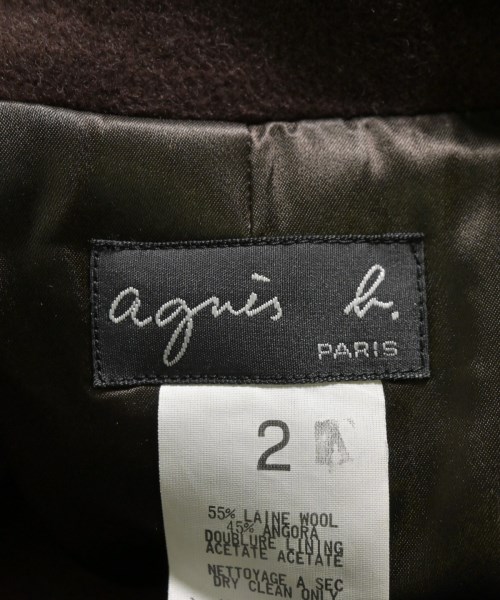 agnès b.
PARIS
2
55% LAINE WOOL
45% ANGORA
DOUBLURE LINING
ACETATE ACETATE
NETTOYAGE A SEC
DRY CLEAN ONLY